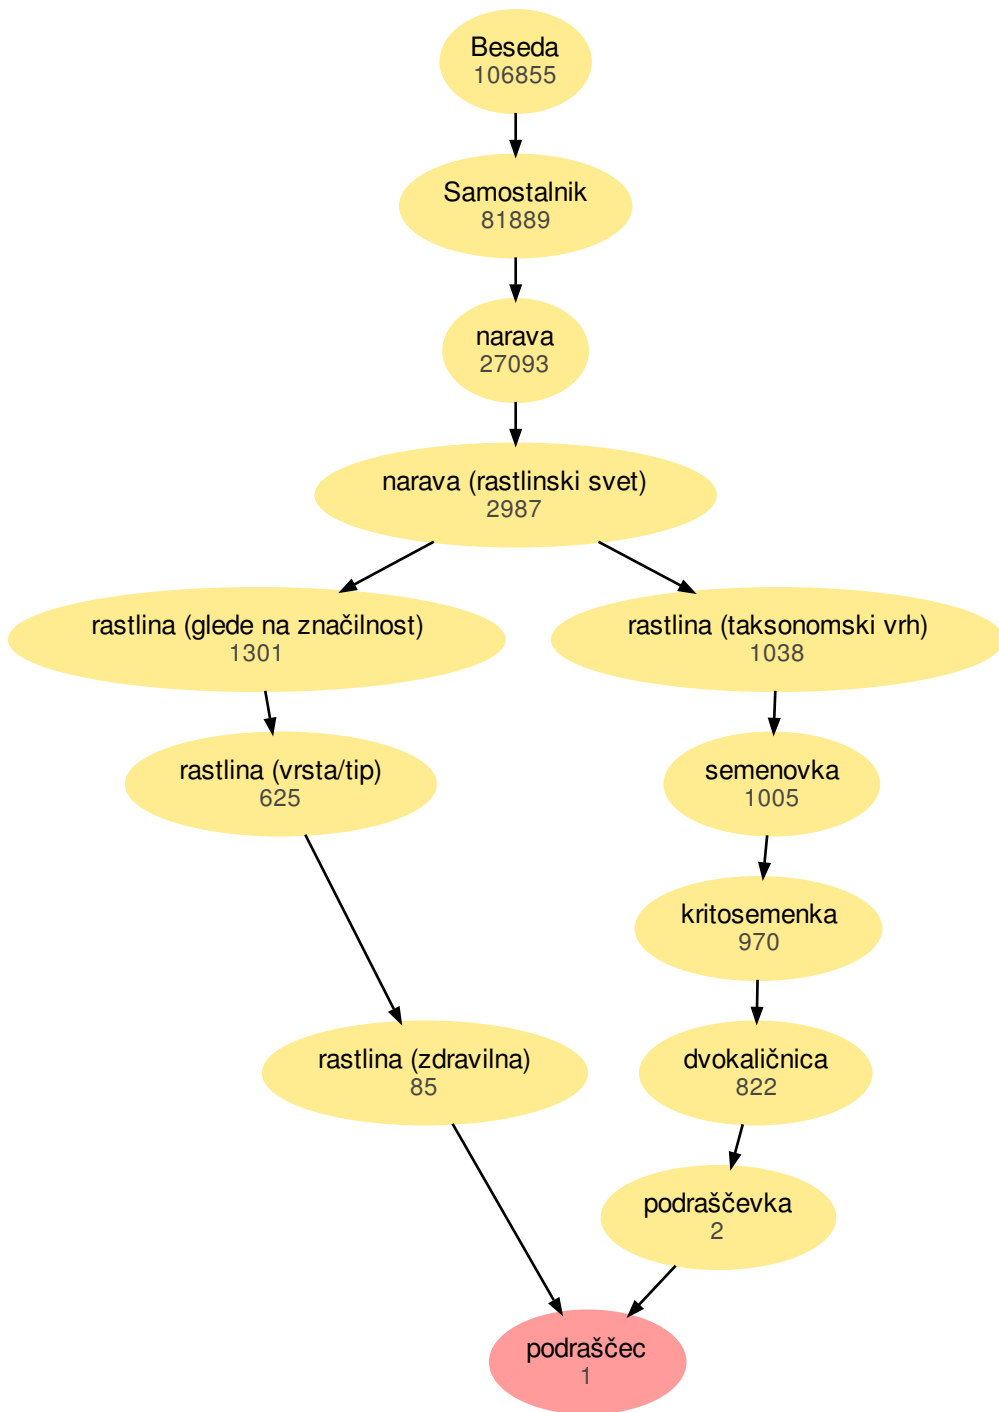 Beseda
106855
Samostalnik
81889
narava
27093
narava (rastlinski svet)
2987
rastlina (glede na značilnost)
1301
rastlina (taksonomski vrh)
1038
rastlina (vrsta/tip)
625
semenovka
1005
kritosemenka
970
rastlina (zdravilna)
85
dvokaličnica
822
podraščevka
2
podraščec
1